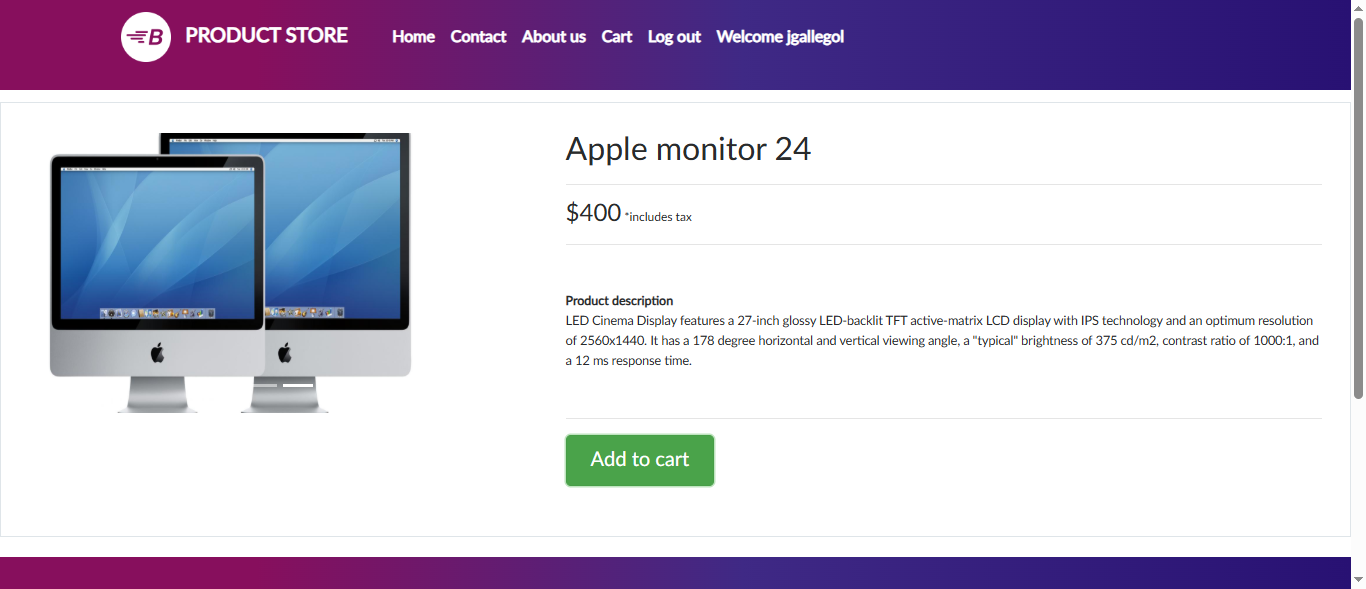 B PRODUCT STORE Home Contact About us Cart Log out Welcome jgallegol
Apple monitor 24
$400 *includes tax
Product description
LED Cinema Display features a 27-inch glossy LED-backlit TFT active-matrix LCD display with IPS technology and an optimum resolution
of 2560x1440. It has a 178 degree horizontal and vertical viewing angle, a "typical" brightness of 375 cd/m2, contrast ratio of 1000:1, and
a 12 ms response time.
Add to cart